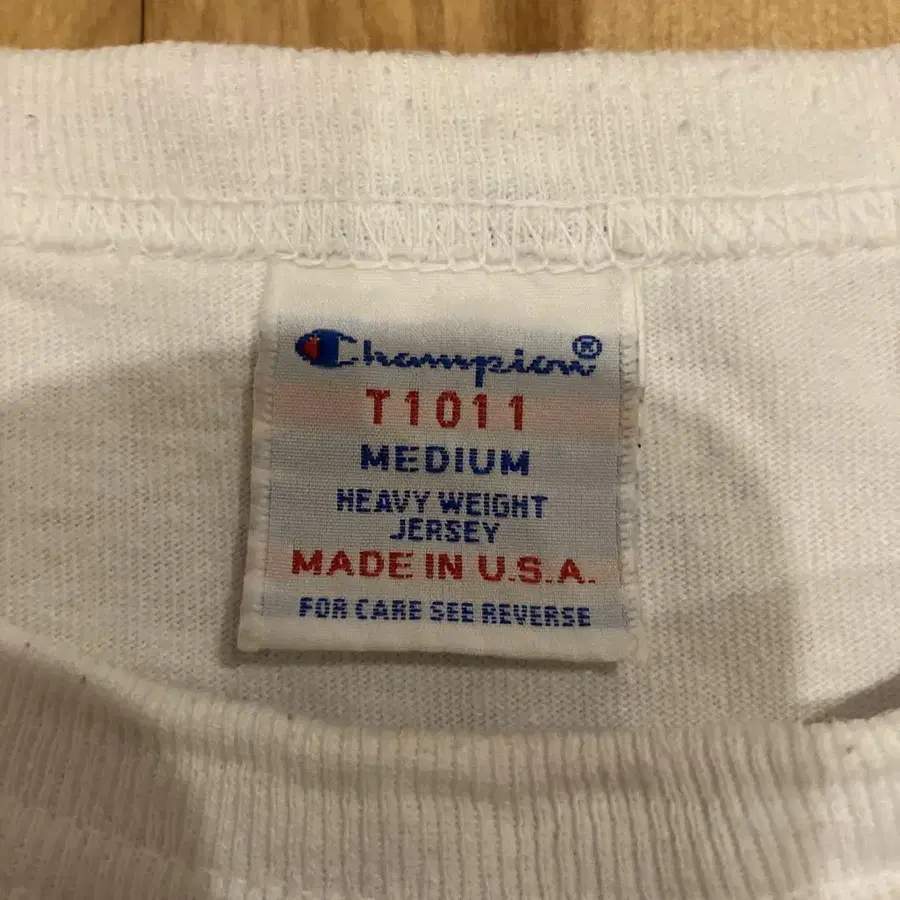 Champion®
T1011
MEDIUM
HEAVY WEIGHT
JERSEY
MADE IN U.S.A.
FOR CARE SEE REVERSE